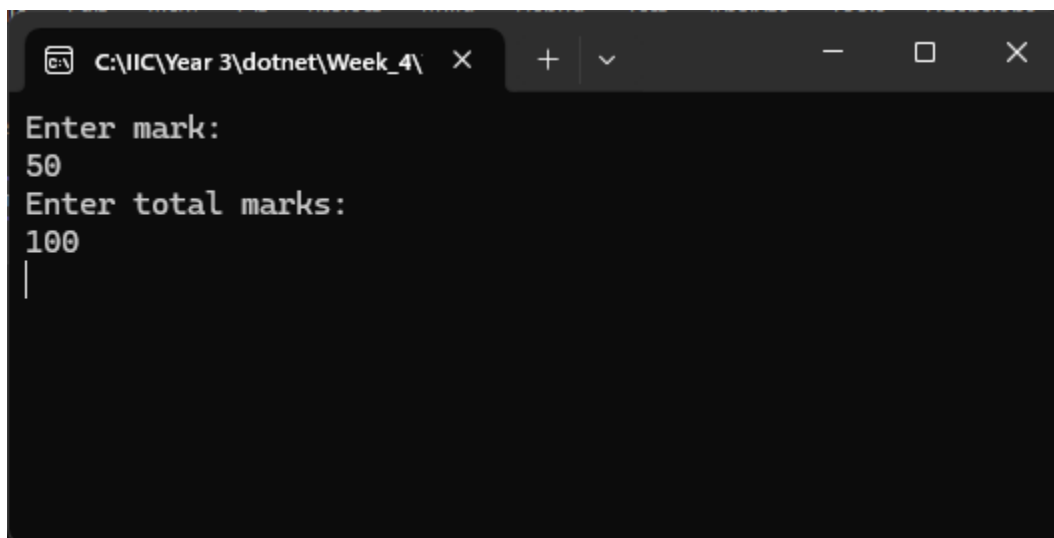 C:\IIC\Year 3\dotnet\Week_4\
Enter mark:
50
Enter total marks:
100